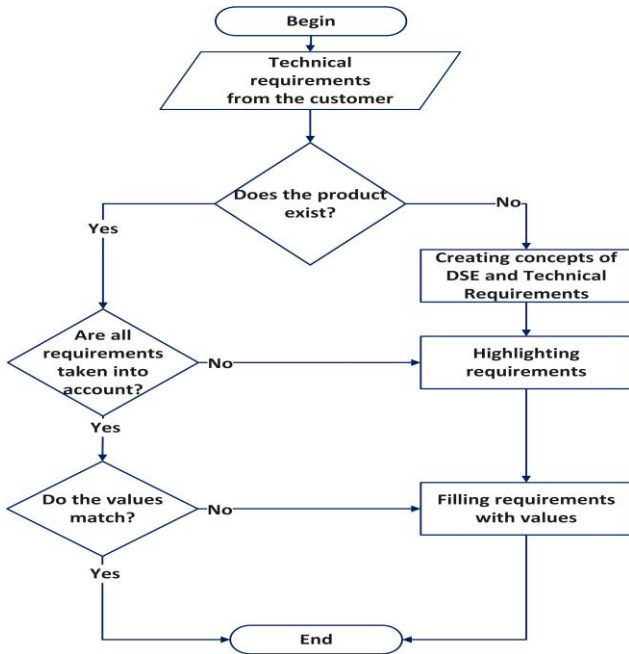 Begin
Technical
requirements
from the customer
Does the product
exist?
Yes
No
Creating concepts of
DSE and Technical
Requirements
Are all
requirements
taken into
account?
No
Highlighting
requirements
Yes
Do the values
match?
No
Filling requirements
with values
Yes
End